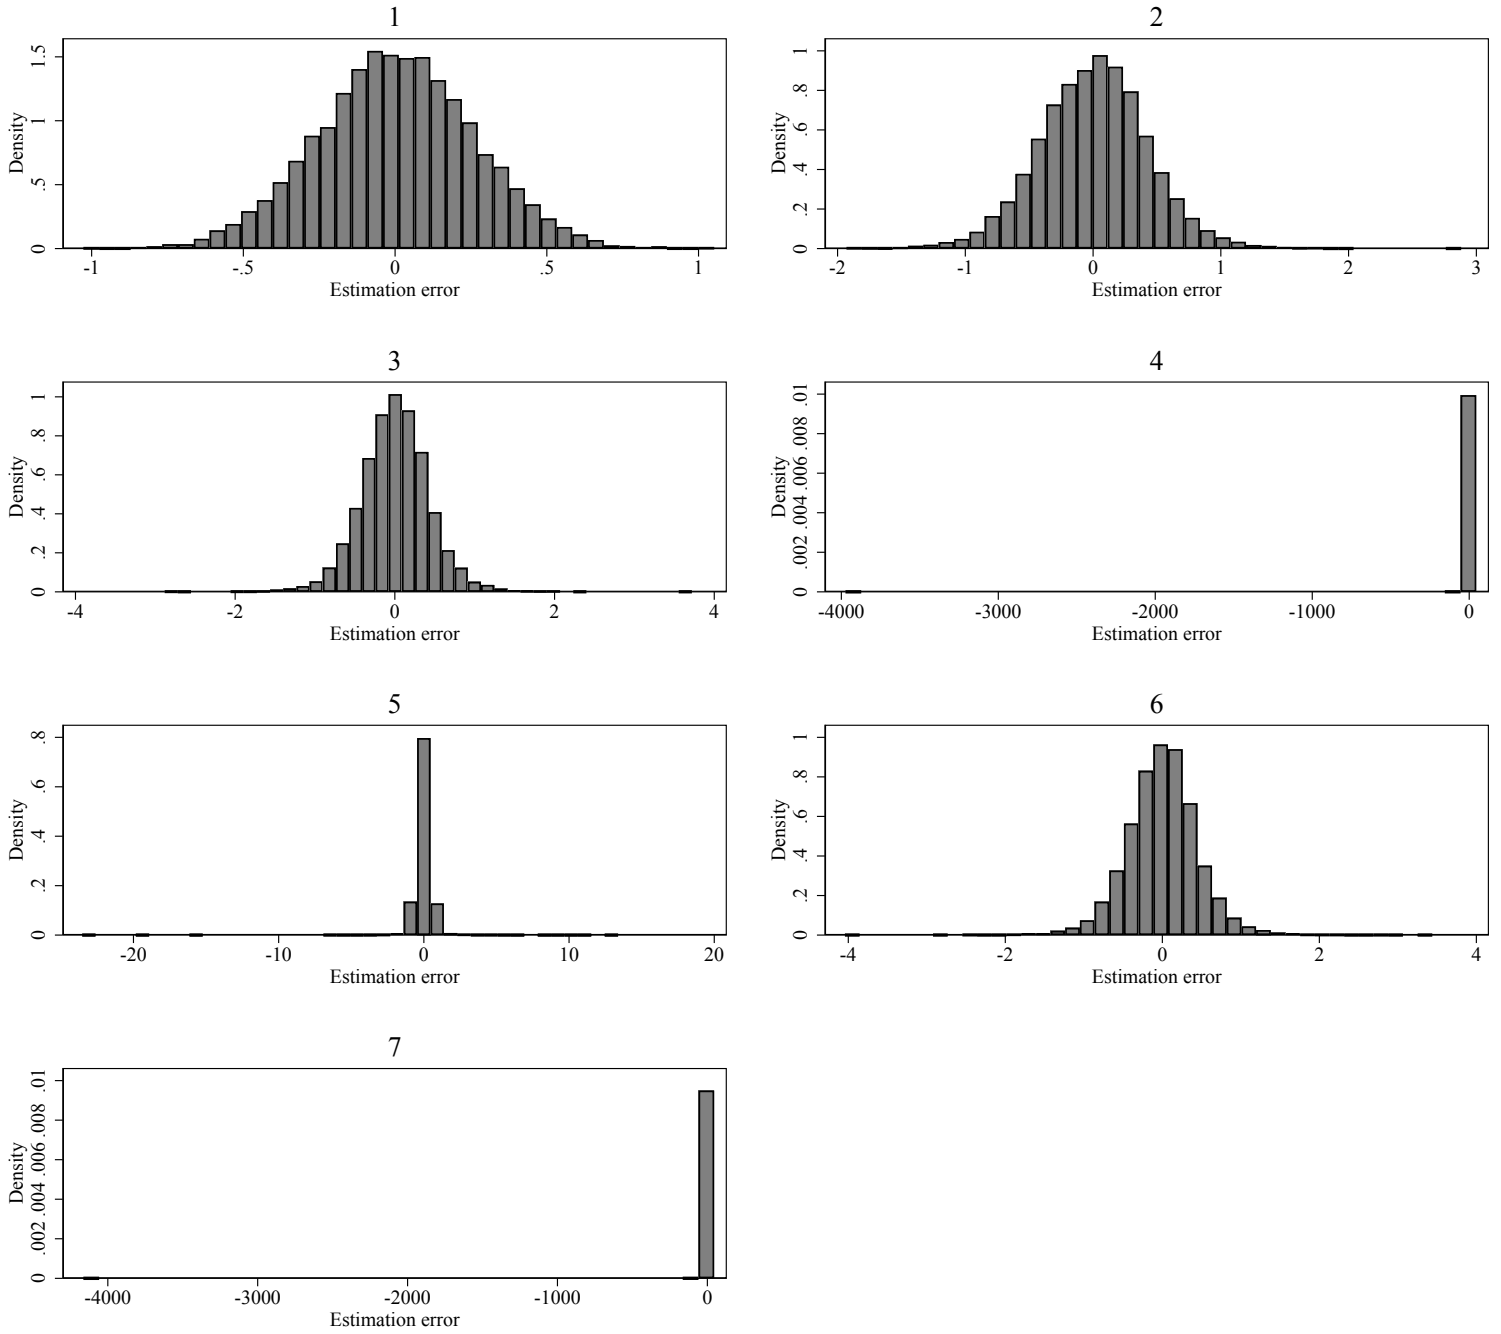 1
Density
0 .5 1 1.5
-1 -.5 0 .5 1
Estimation error
2
Density
0 .2 .4 .6 .8 1
-2 -1 0 1 2 3
Estimation error
3
Density
0 .2 .4 .6 .8 1
-4 -2 0 2 4
Estimation error
4
Density
0 .002 .004 .006 .008 .01
-4000 -3000 -2000 -1000 0
Estimation error
5
Density
0 .2 .4 .6 .8
-20 -10 0 10 20
Estimation error
6
Density
0 .2 .4 .6 .8 1
-4 -2 0 2 4
Estimation error
7
Density
0 .002 .004 .006 .008 .01
-4000 -3000 -2000 -1000 0
Estimation error